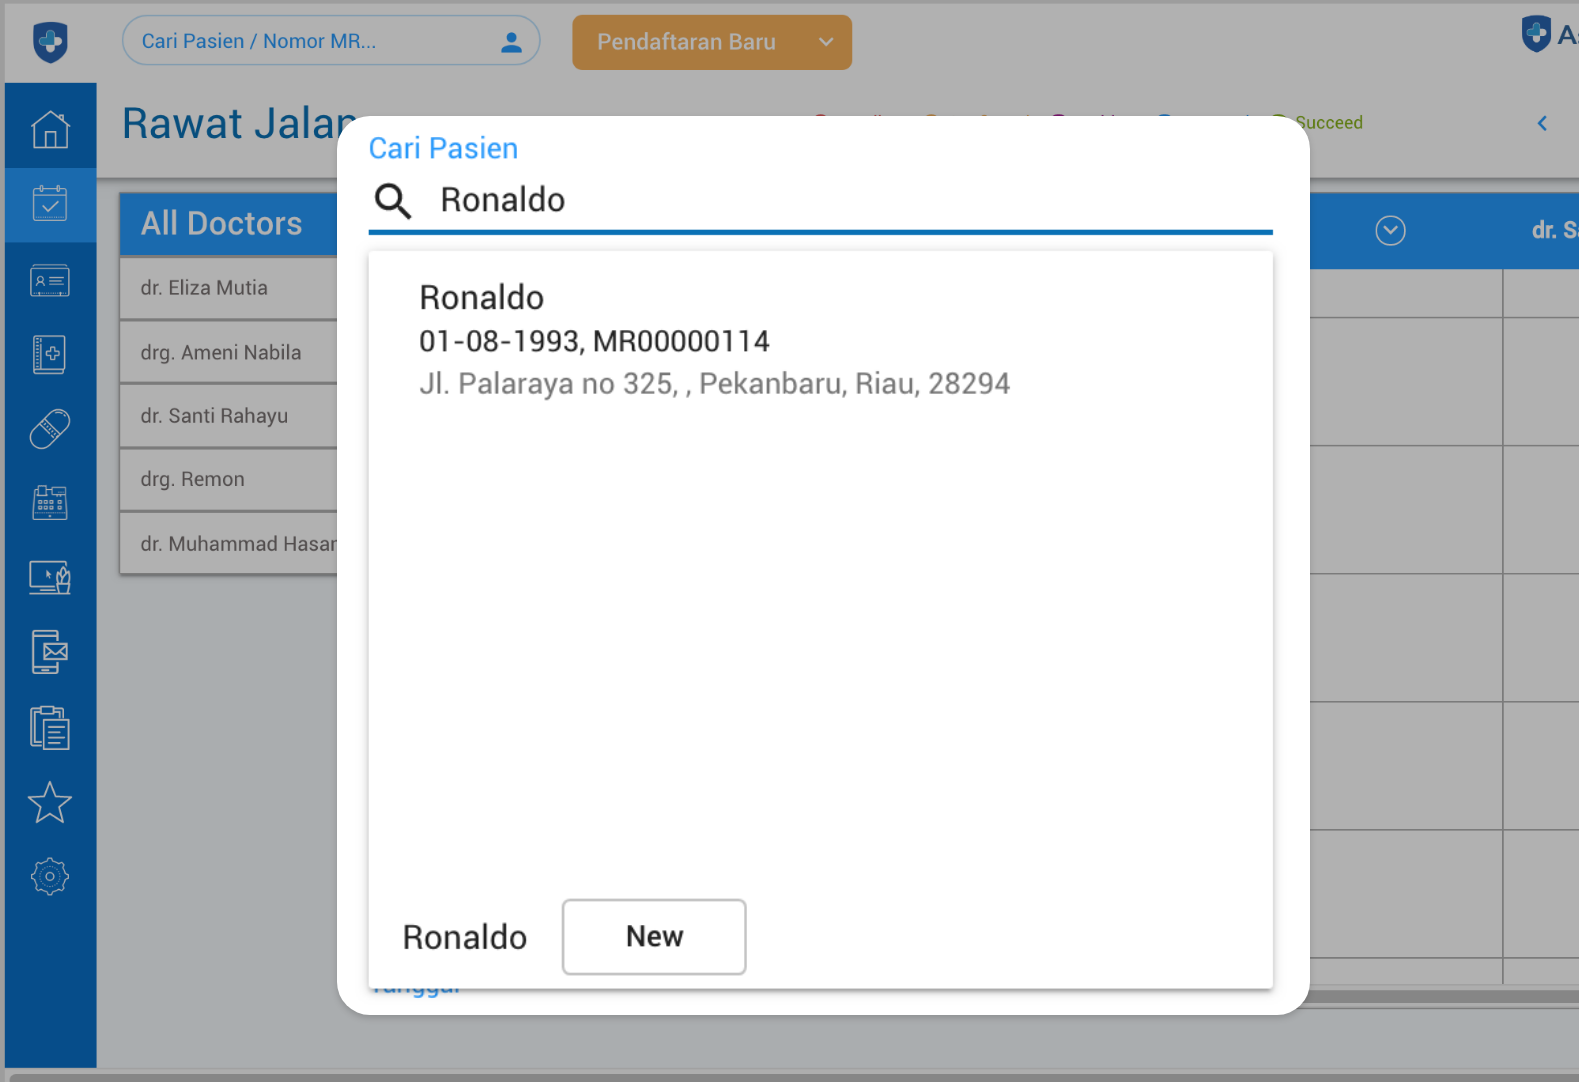 Cari Pasien / Nomor MR...
Pendaftaran Baru
Rawat Jalan
Succeed
Cari Pasien
Ronaldo
All Doctors
dr. Eliza Mutia
drg. Ameni Nabila
dr. Santi Rahayu
drg. Remon
dr. Muhammad Hasan
dr.
Ronaldo
01-08-1993, MR00000114
Jl. Palaraya no 325, , Pekanbaru, Riau, 28294
Ronaldo
New
Tanggal